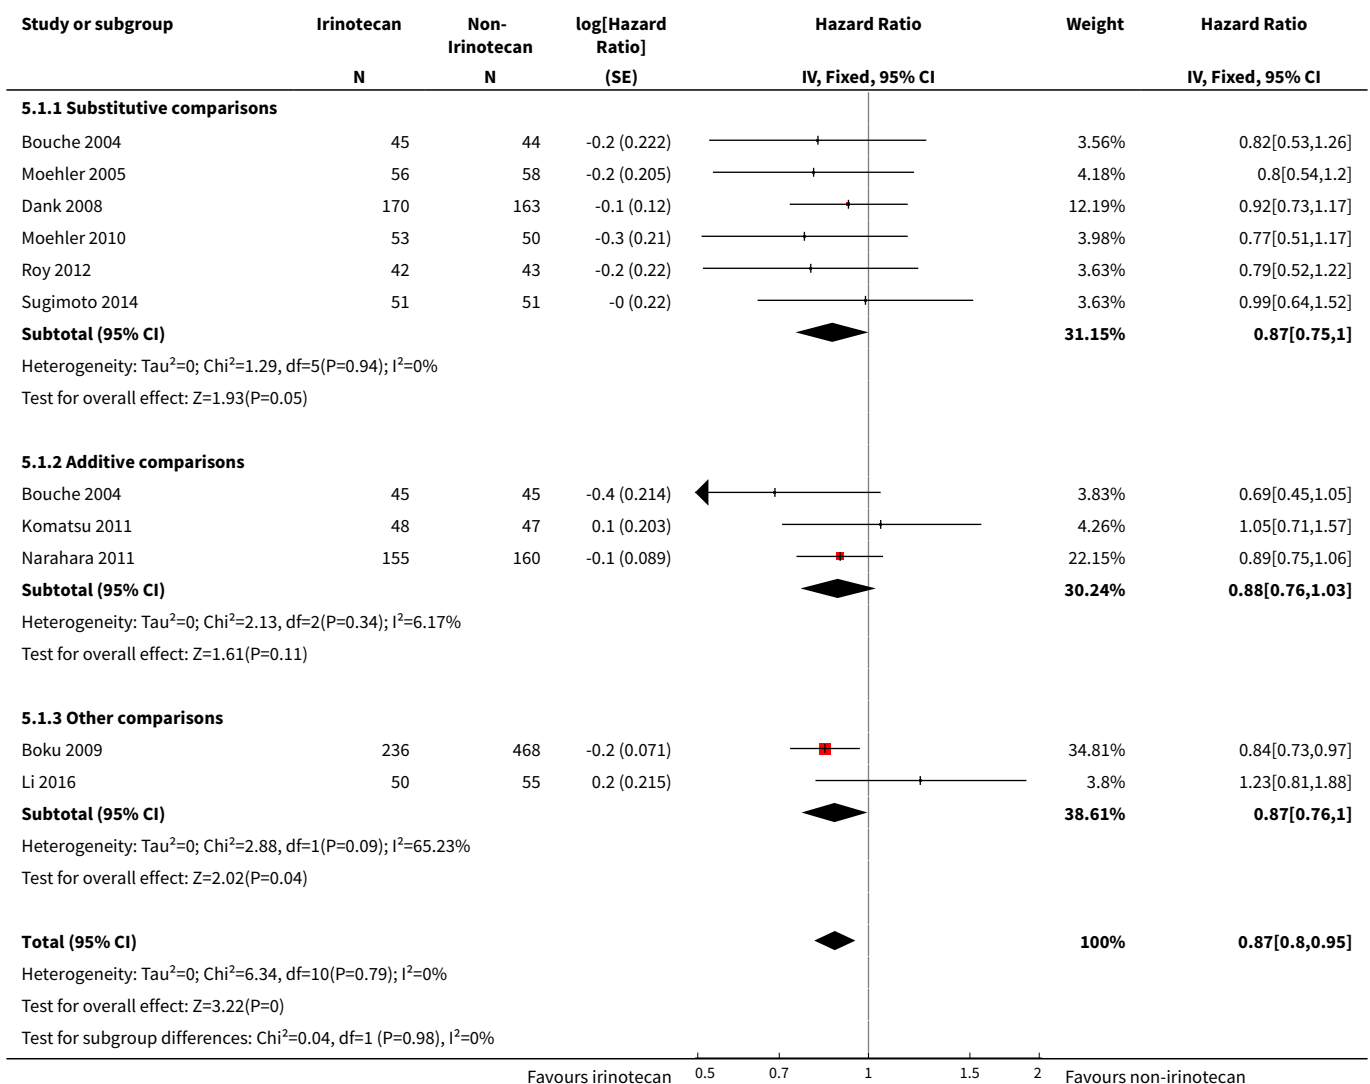 Study or subgroup Irinotecan Non-Irinotecan log[Hazard Ratio] Hazard Ratio Weight Hazard Ratio
N N (SE) IV, Fixed, 95% CI IV, Fixed, 95% CI
5.1.1 Substitutive comparisons
Bouche 2004 45 44 -0.2 (0.222) 3.56% 0.82[0.53,1.26]
Moehler 2005 56 58 -0.2 (0.205) 4.18% 0.8[0.54,1.2]
Dank 2008 170 163 -0.1 (0.12) 12.19% 0.92[0.73,1.17]
Moehler 2010 53 50 -0.3 (0.21) 3.98% 0.77[0.51,1.17]
Roy 2012 42 43 -0.2 (0.22) 3.63% 0.79[0.52,1.22]
Sugimoto 2014 51 51 -0 (0.22) 3.63% 0.99[0.64,1.52]
Subtotal (95% CI) 31.15% 0.87[0.75,1]
Heterogeneity: Tau²=0; Chi²=1.29, df=5(P=0.94); I²=0%
Test for overall effect: Z=1.93(P=0.05)
5.1.2 Additive comparisons
Bouche 2004 45 45 -0.4 (0.214) 3.83% 0.69[0.45,1.05]
Komatsu 2011 48 47 0.1 (0.203) 4.26% 1.05[0.71,1.57]
Narahara 2011 155 160 -0.1 (0.089) 22.15% 0.89[0.75,1.06]
Subtotal (95% CI) 30.24% 0.88[0.76,1.03]
Heterogeneity: Tau²=0; Chi²=2.13, df=2(P=0.34); I²=6.17%
Test for overall effect: Z=1.61(P=0.11)
5.1.3 Other comparisons
Boku 2009 236 468 -0.2 (0.071) 34.81% 0.84[0.73,0.97]
Li 2016 50 55 0.2 (0.215) 3.8% 1.23[0.81,1.88]
Subtotal (95% CI) 38.61% 0.87[0.76,1]
Heterogeneity: Tau²=0; Chi²=2.88, df=1(P=0.09); I²=65.23%
Test for overall effect: Z=2.02(P=0.04)
Total (95% CI) 100% 0.87[0.8,0.95]
Heterogeneity: Tau²=0; Chi²=6.34, df=10(P=0.79); I²=0%
Test for overall effect: Z=3.22(P=0)
Test for subgroup differences: Chi²=0.04, df=1 (P=0.98), I²=0%
Favours irinotecan 0.5 0.7 1 1.5 2 Favours non-irinotecan